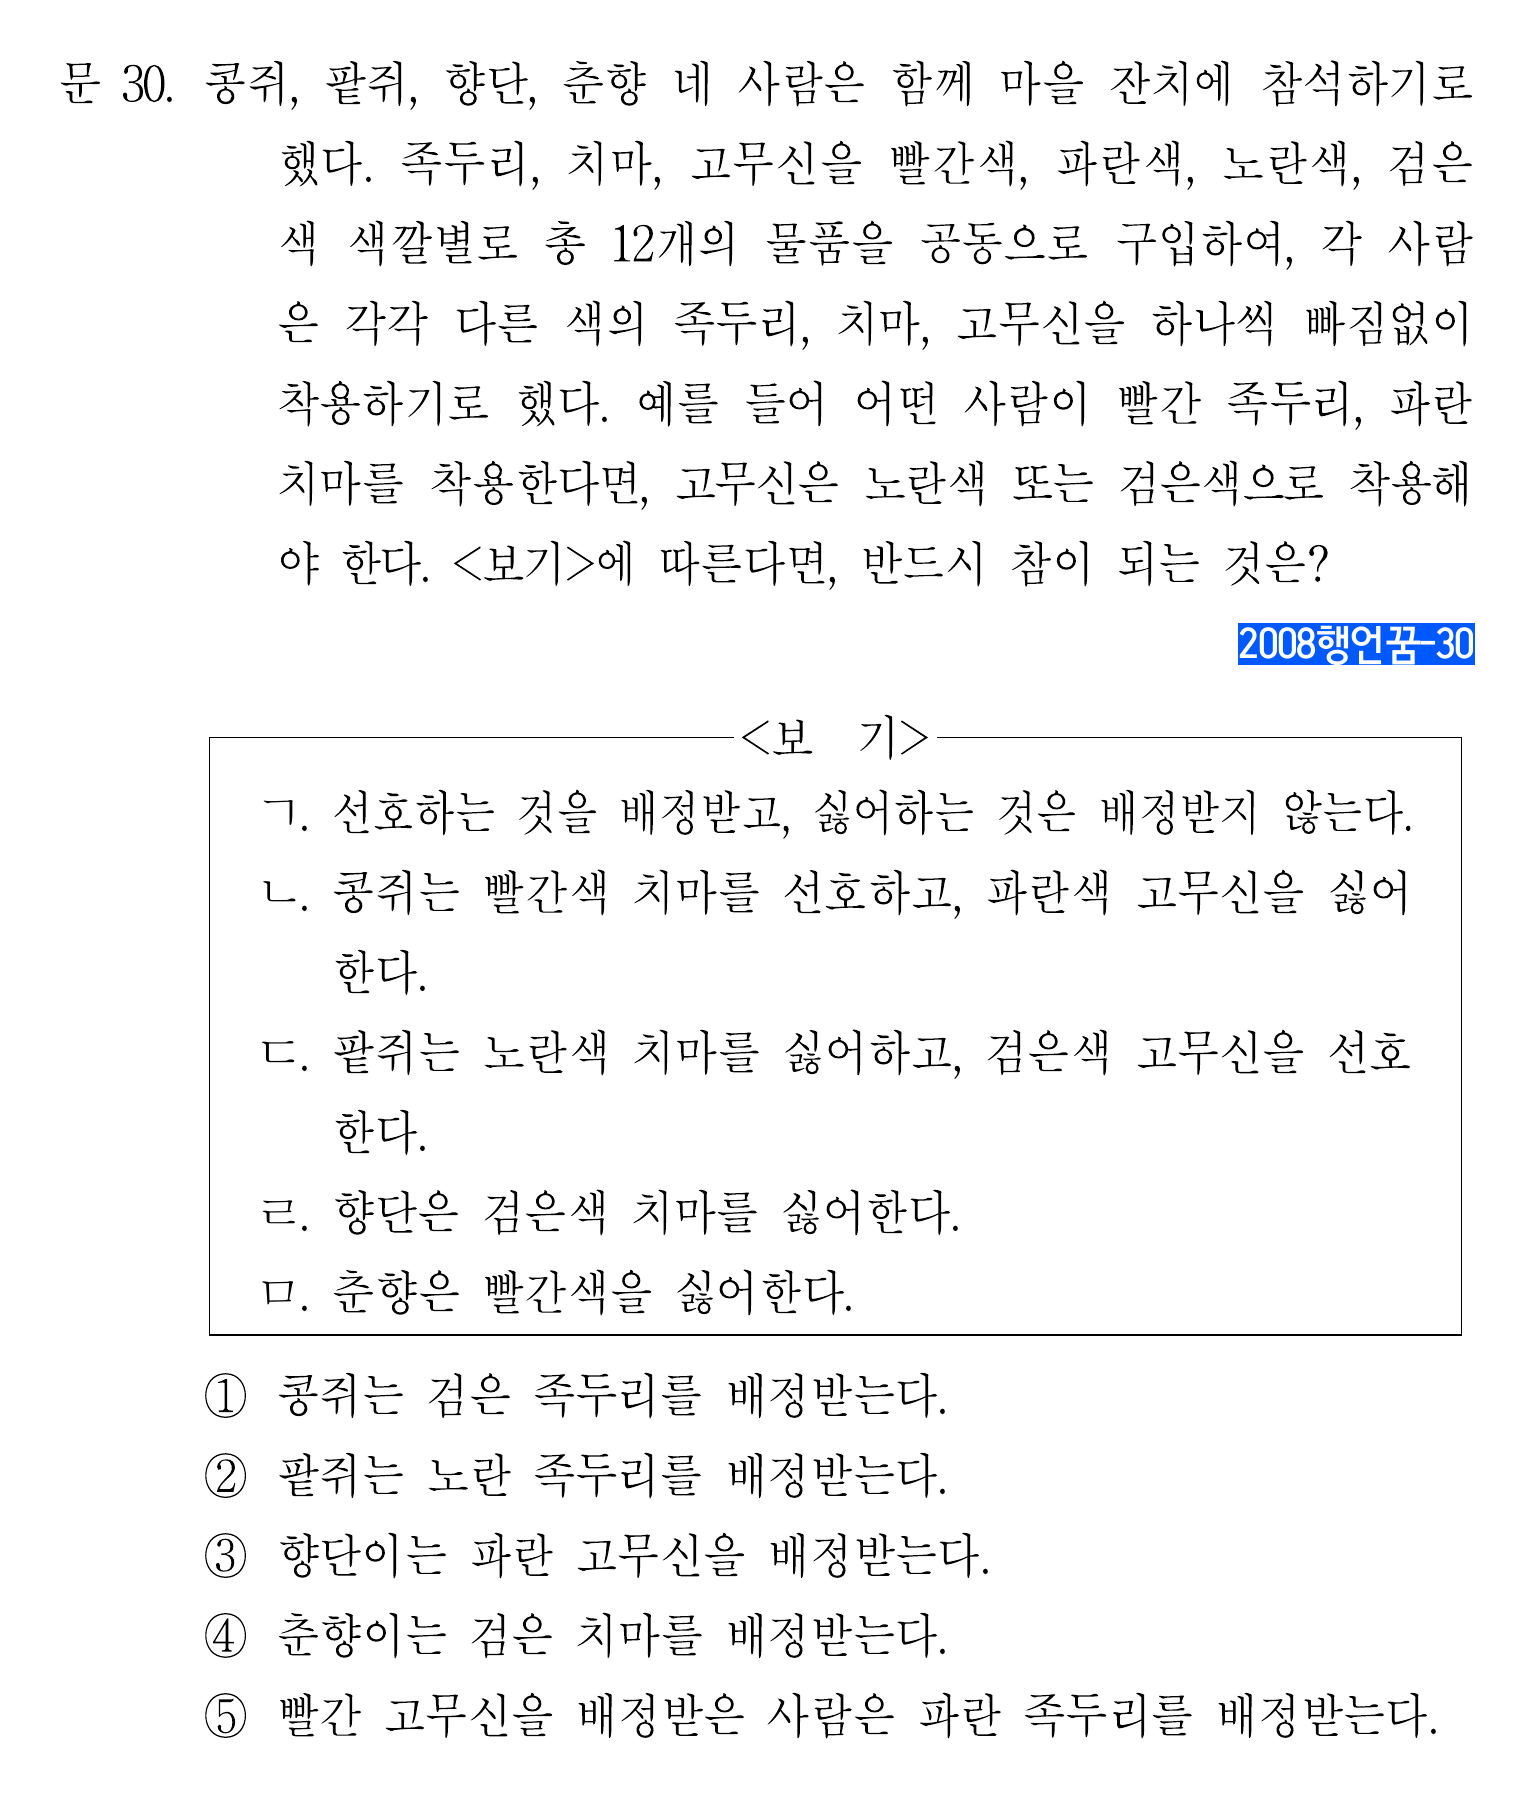 문 30. 콩쥐, 팥쥐, 향단, 춘향 네 사람은 함께 마을 잔치에 참석하기로
했다. 족두리, 치마, 고무신을 빨간색, 파란색, 노란색, 검은
색 색깔별로 총 12개의 물품을 공동으로 구입하여, 각 사람
은 각각 다른 색의 족두리, 치마, 고무신을 하나씩 빠짐없이
착용하기로 했다. 예를 들어 어떤 사람이 빨간 족두리, 파란
치마를 착용한다면, 고무신은 노란색 또는 검은색으로 착용해
야 한다. <보기>에 따른다면, 반드시 참이 되는 것은?
2008행언꿈-30
<보 기>
ㄱ. 선호하는 것을 배정받고, 싫어하는 것은 배정받지 않는다.
ㄴ. 콩쥐는 빨간색 치마를 선호하고, 파란색 고무신을 싫어
한다.
ㄷ. 팥쥐는 노란색 치마를 싫어하고, 검은색 고무신을 선호
한다.
ㄹ. 향단은 검은색 치마를 싫어한다.
ㅁ. 춘향은 빨간색을 싫어한다.
① 콩쥐는 검은 족두리를 배정받는다.
② 팥쥐는 노란 족두리를 배정받는다.
③ 향단이는 파란 고무신을 배정받는다.
④ 춘향이는 검은 치마를 배정받는다.
⑤ 빨간 고무신을 배정받은 사람은 파란 족두리를 배정받는다.